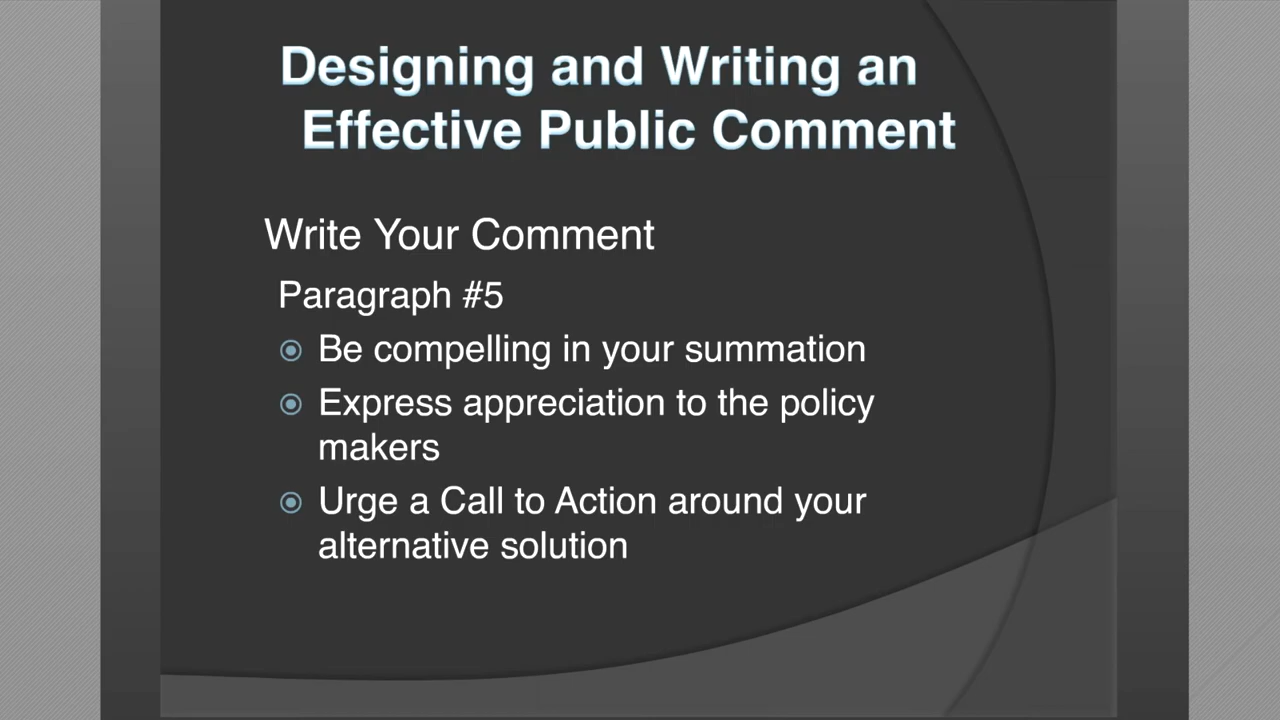 Designing and Writing an
Effective Public Comment
Write Your Comment
Paragraph #5
Be compelling in your summation
Express appreciation to the policy
makers
Urge a Call to Action around your
alternative solution